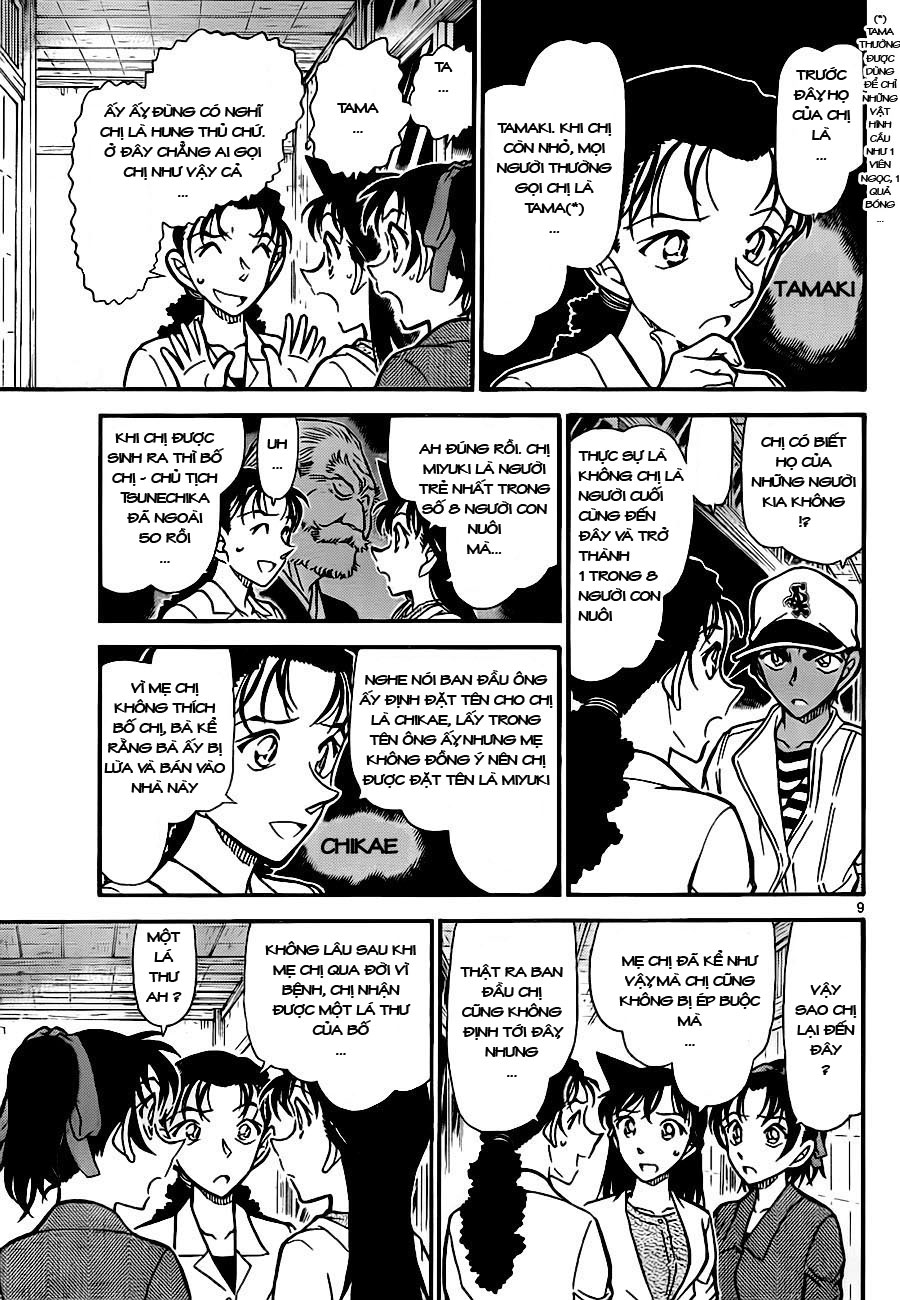 (*)
TAMA
THƯỜNG
ĐƯỢC
DÙNG
ĐỂ CHỈ
NHỮNG
VẬT
HÌNH
CẦU
NHƯ 1
VIÊN
NGỌC, 1
QUẢ
BÓNG
...
TRƯỚC
ĐÂY, HỌ
CỦA CHỊ
LÀ
...
TAMAKI
TAMAKI. KHI CHỊ
CÒN NHỎ, MỌI
NGƯỜI THƯỜNG
GỌI CHỊ LÀ
TAMA(*)
...
TA
...
TAMA
...
ẤY ẤY, ĐỪNG CÓ NGHĨ
CHỊ LÀ HUNG THỦ CHỨ.
Ở ĐÂY CHẲNG AI GỌI
CHỊ NHƯ VẬY CẢ
...
CHỊ CÓ BIẾT
HỌ CỦA
NHỮNG NGƯỜI
KIA KHÔNG
!?
THỰC SỰ LÀ
KHÔNG. CHỊ LÀ
NGƯỜI CUỐI
CÙNG ĐẾN
ĐÂY VÀ TRỞ
THÀNH
1 TRONG 8
NGƯỜI CON
NUÔI
AH ĐÚNG RỒI. CHỊ
MIYUKI LÀ NGƯỜI
TRẺ NHẤT TRONG
SỐ 8 NGƯỜI CON
NUÔI
MÀ...
UH
...
KHI CHỊ ĐƯỢC
SINH RA THÌ BỐ
CHỊ - CHỦ TỊCH
TSUNECHIKA
ĐÃ NGOÀI
50 RỒI
...
NGHE NÓI BAN ĐẦU ÔNG
ẤY ĐỊNH ĐẶT TÊN CHO CHỊ
LÀ CHIKAE, LẤY TRONG
TÊN ÔNG ẤY, NHƯNG MẸ
KHÔNG ĐỒNG Ý NÊN CHỊ
ĐƯỢC ĐẶT TÊN LÀ MIYUKI
CHIKAE
VÌ MẸ CHỊ
KHÔNG THÍCH
BỐ CHỊ, BÀ KỂ
RẰNG BÀ ẤY BỊ
LỪA VÀ BÁN VÀO
NHÀ NÀY
9
VẬY
SAO CHỊ
LẠI ĐẾN
ĐÂY
?
MẸ CHỊ ĐÃ KỂ NHƯ
VẬY, MÀ CHỊ CŨNG
KHÔNG BỊ ÉP BUỘC
MÀ
THẬT RA BAN
ĐẦU CHỊ
CŨNG KHÔNG
ĐỊNH TỚI ĐÂY,
NHƯNG
...
KHÔNG LÂU SAU KHI
MẸ CHỊ QUA ĐỜI VÌ
BỆNH, CHỊ NHẬN
ĐƯỢC MỘT LÁ THƯ
CỦA BỐ
...
MỘT
LÁ
THƯ
AH ?